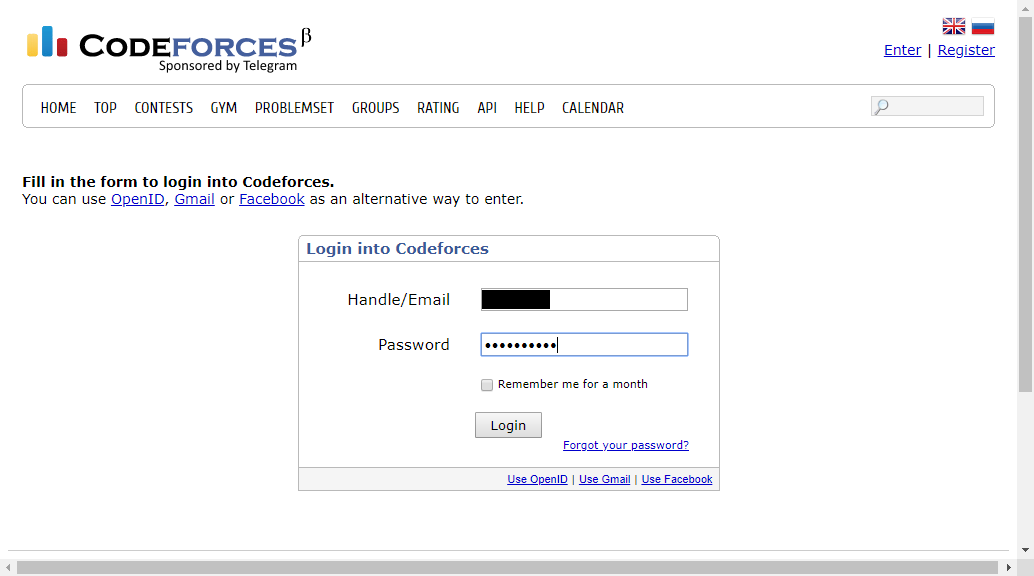 CODEFORCES β
Sponsored by Telegram
Enter | Register
HOME TOP CONTESTS GYM PROBLEMSET GROUPS RATING API HELP CALENDAR
Fill in the form to login into Codeforces.
You can use OpenID, Gmail or Facebook as an alternative way to enter.
Login into Codeforces
Handle/Email
Password ••••••••••
Remember me for a month
Login
Forgot your password?
Use OpenID | Use Gmail | Use Facebook